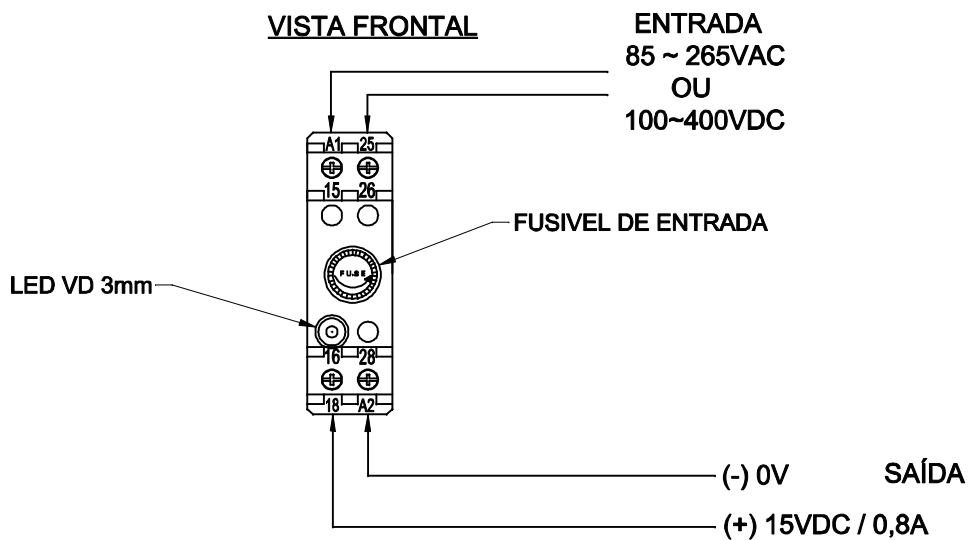 VISTA FRONTAL
ENTRADA
85 ~ 265VAC
OU
100~400VDC
A1 25
15 26
FUSIVEL DE ENTRADA
FUSE
LED VD 3mm
16 28
18 A2
(-) 0V SAÍDA
(+) 15VDC / 0,8A